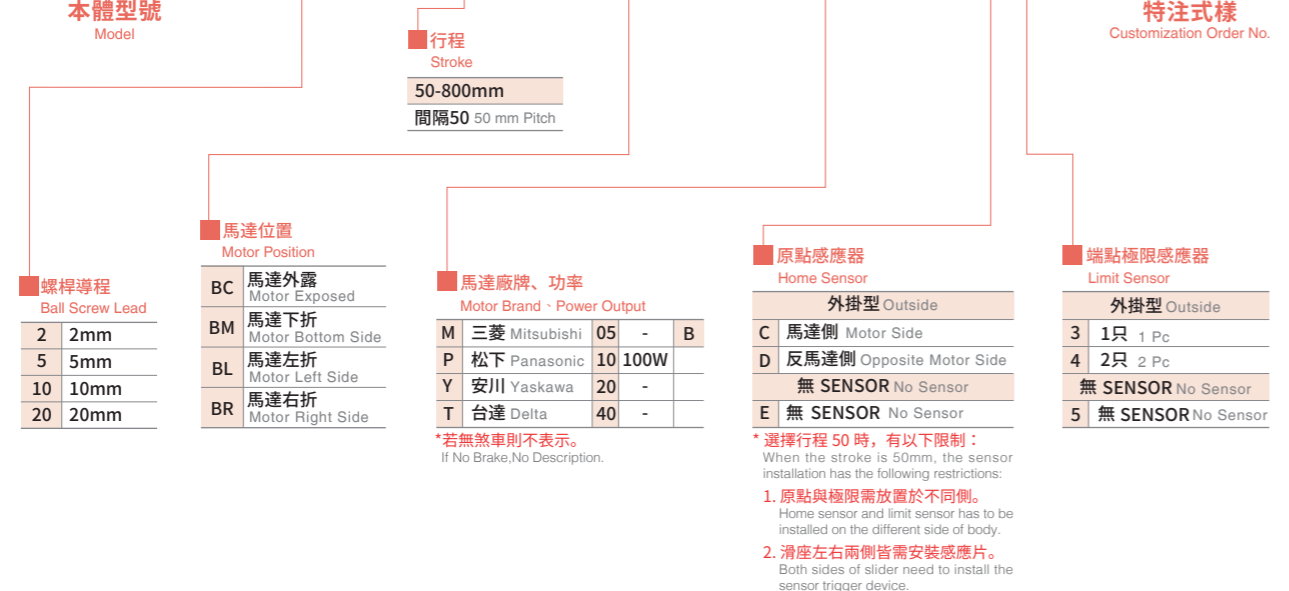 本體型號
Model
特注式樣
Customization Order No.
行程
Stroke
50-800mm
間隔50 50 mm Pitch
螺桿導程
Ball Screw Lead
2 2mm
5 5mm
10 10mm
20 20mm
馬達位置
Motor Position
BC 馬達外露
Motor Exposed
BM 馬達下折
Motor Bottom Side
BL 馬達左折
Motor Left Side
BR 馬達右折
Motor Right Side
馬達廠牌、功率
Motor Brand、Power Output
M 三菱 Mitsubishi 05 - B
P 松下 Panasonic 10 100W
Y 安川 Yaskawa 20 -
T 台達 Delta 40 -
*若無煞車則不表示。
If No Brake,No Description.
原點感應器
Home Sensor
外掛型 Outside
C 馬達側 Motor Side
D 反馬達側 Opposite Motor Side
無 SENSOR No Sensor
E 無 SENSOR No Sensor
* 選擇行程 50 時，有以下限制：
When the stroke is 50mm, the sensor
installation has the following restrictions:
1. 原點與極限需放置於不同側。
Home sensor and limit sensor has to be
installed on the different side of body.
2. 滑座左右兩側皆需安裝感應片。
Both sides of slider need to install the
sensor trigger device.
端點極限感應器
Limit Sensor
外掛型 Outside
3 1只 1 Pc
4 2只 2 Pc
無 SENSOR No Sensor
5 無 SENSOR No Sensor